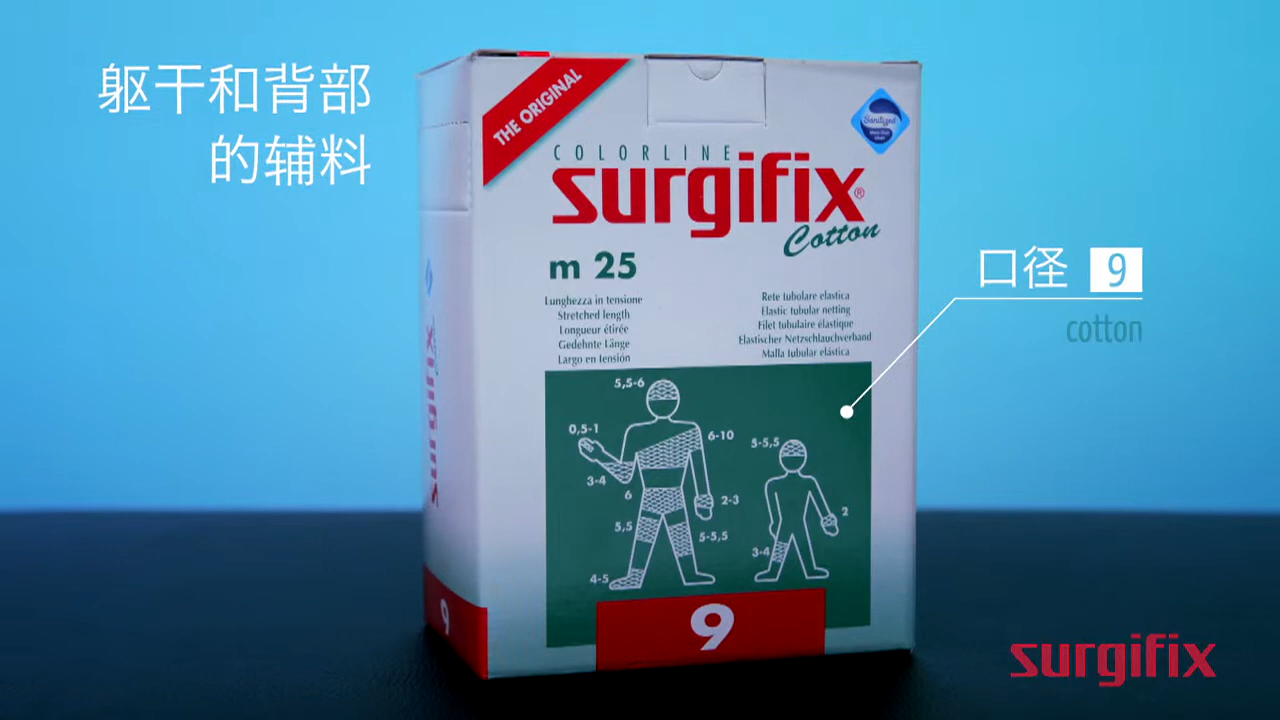 躯干和背部
的辅料
THE ORIGINAL
Sanitized
COLORLINE
surgifix®
Cotton
m 25
Lunghezza in tensione
Stretched length
Longueur étirée
Gedehnte Länge
Largo en tensión
Rete tubolare elastica
Elastic tubular netting
Filet tubulaire élastique
Elastischer Netzschlauchverband
Malla tubular elástica
口径 9
cotton
5,5-6
0,5-1
6-10
5-5,5
3-4
6
2-3
2
5,5
5-5,5
3-4
4-5
9
surgifix
9
surgifix